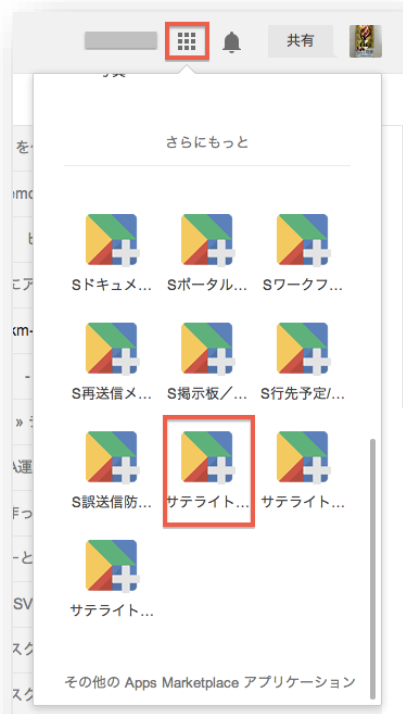 共有
さらにもっと
Sドキュメ... Sポータル... Sワークフ...
S再送信メ... S掲示板／... S行先予定/...
S誤送信防... サテライト... サテライト...
サテライト...
その他の Apps Marketplace アプリケーション